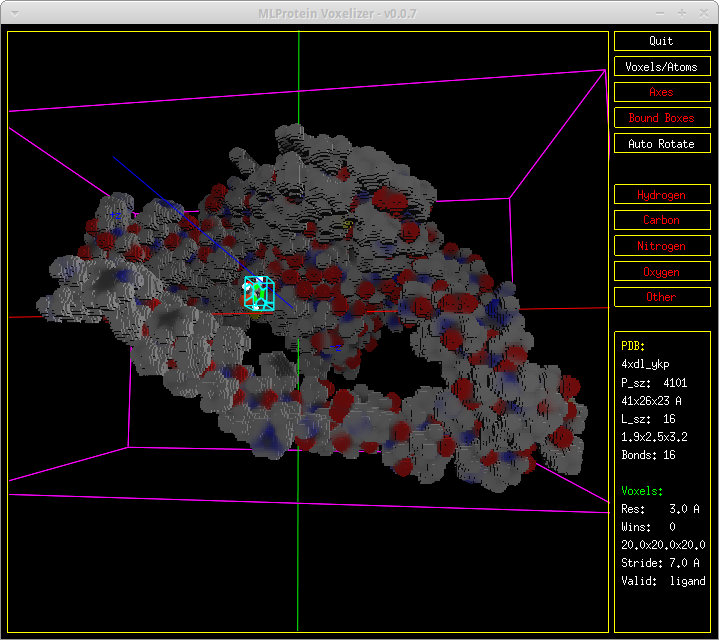 MLProtein Voxelizer - v0.0.7
Quit
Voxels/Atoms
Axes
Bound Boxes
Auto Rotate
Hydrogen
Carbon
Nitrogen
Oxygen
Other
PDB:
4xdl_ykp
P_sz: 4101
41x26x23 A
L_sz: 16
1.9x2.5x3.2
Bonds: 16
Voxels:
Res: 3.0 A
Wins: 0
20.0x20.0x20.0
Stride: 7.0 A
Valid: ligand